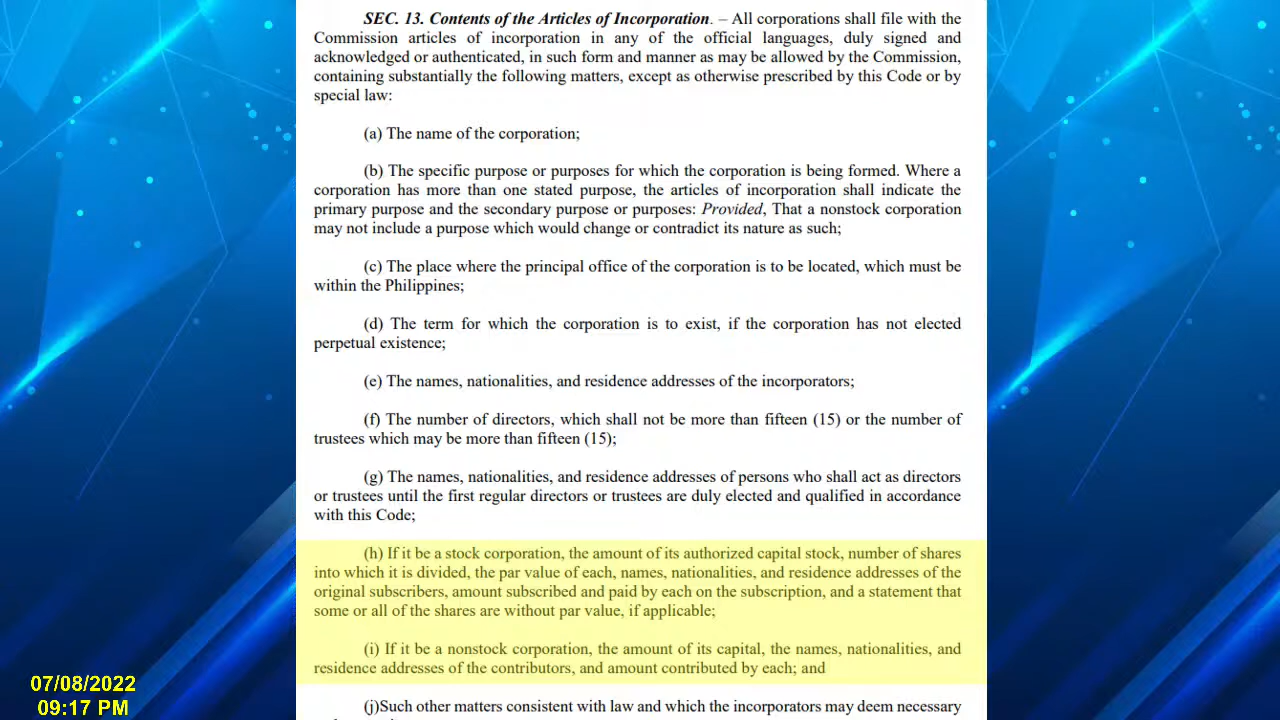 SEC. 13. Contents of the Articles of Incorporation. – All corporations shall file with the
Commission articles of incorporation in any of the official languages, duly signed and
acknowledged or authenticated, in such form and manner as may be allowed by the Commission,
containing substantially the following matters, except as otherwise prescribed by this Code or by
special law:
(a) The name of the corporation;
(b) The specific purpose or purposes for which the corporation is being formed. Where a
corporation has more than one stated purpose, the articles of incorporation shall indicate the
primary purpose and the secondary purpose or purposes: Provided, That a nonstock corporation
may not include a purpose which would change or contradict its nature as such;
(c) The place where the principal office of the corporation is to be located, which must be
within the Philippines;
(d) The term for which the corporation is to exist, if the corporation has not elected
perpetual existence;
(e) The names, nationalities, and residence addresses of the incorporators;
(f) The number of directors, which shall not be more than fifteen (15) or the number of
trustees which may be more than fifteen (15);
(g) The names, nationalities, and residence addresses of persons who shall act as directors
or trustees until the first regular directors or trustees are duly elected and qualified in accordance
with this Code;
(h) If it be a stock corporation, the amount of its authorized capital stock, number of shares
into which it is divided, the par value of each, names, nationalities, and residence addresses of the
original subscribers, amount subscribed and paid by each on the subscription, and a statement that
some or all of the shares are without par value, if applicable;
(i) If it be a nonstock corporation, the amount of its capital, the names, nationalities, and
residence addresses of the contributors, and amount contributed by each; and
(j)Such other matters consistent with law and which the incorporators may deem necessary
07/08/2022
09:17 PM